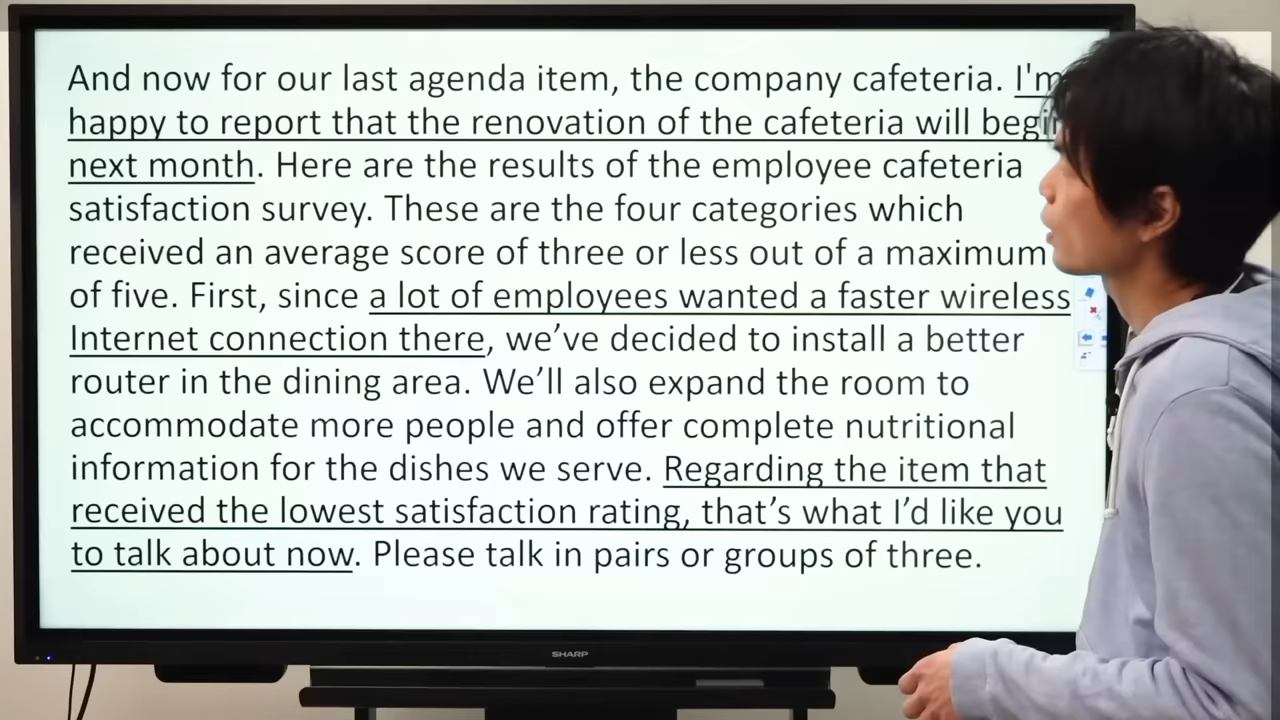 And now for our last agenda item, the company cafeteria. I'm
happy to report that the renovation of the cafeteria will begin
next month. Here are the results of the employee cafeteria
satisfaction survey. These are the four categories which
received an average score of three or less out of a maximum
of five. First, since a lot of employees wanted a faster wireless
Internet connection there, we’ve decided to install a better
router in the dining area. We’ll also expand the room to
accommodate more people and offer complete nutritional
information for the dishes we serve. Regarding the item that
received the lowest satisfaction rating, that’s what I’d like you
to talk about now. Please talk in pairs or groups of three.
SHARP